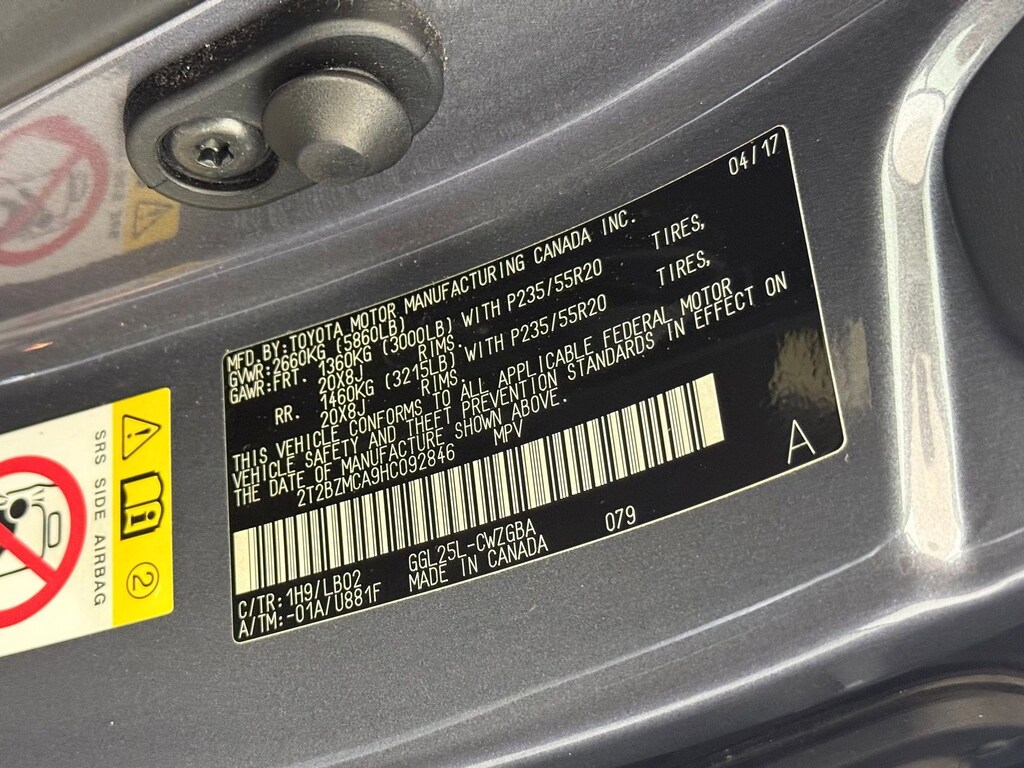 04/17
MFD. BY: TOYOTA MOTOR MANUFACTURING CANADA INC.
GVWR: 2660KG (5860LB)
GAWR: FRT. 1360KG (3000LB) WITH P235/55R20 TIRES,
20X8J RIMS
RR. 1460KG (3215LB) WITH P235/55R20 TIRES,
20X8J RIMS
THIS VEHICLE CONFORMS TO ALL APPLICABLE FEDERAL MOTOR
VEHICLE SAFETY AND THEFT PREVENTION STANDARDS IN EFFECT ON
THE DATE OF MANUFACTURE SHOWN ABOVE.
2T2BZMCA9HC092846 MPV
A
C/TR: 1H9/LB02 GGL25L-CWZGBA 079
A/TM: -01A/U881F MADE IN CANADA
SRS SIDE AIRBAG
2